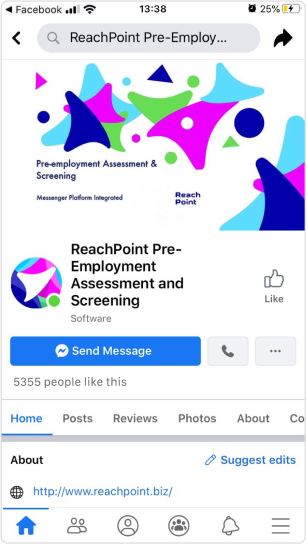 Facebook 13:38 25%
ReachPoint Pre-Employ...
Pre-employment Assessment &
Screening
Messenger Platform Integrated
Reach
Point
ReachPoint Pre-
Employment
Assessment and
Screening
Software
Like
Send Message
5355 people like this
Home Posts Reviews Photos About Co
About Suggest edits
http://www.reachpoint.biz/